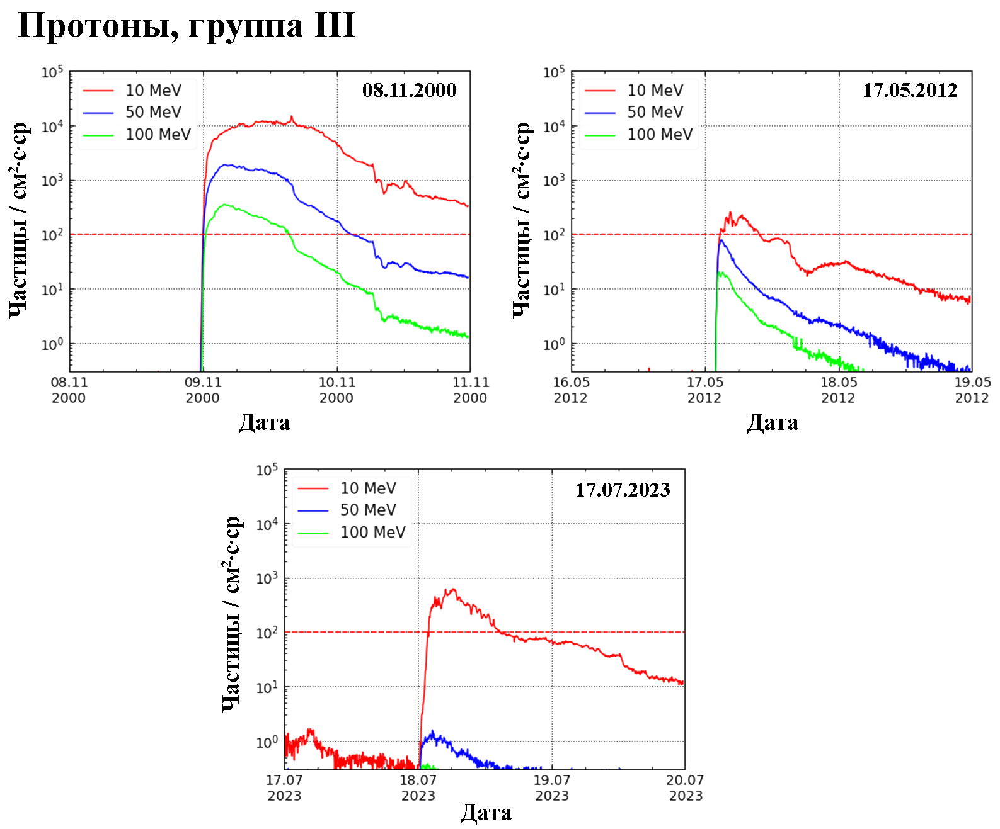 Протоны, группа III
Частицы / см²·с·ср
10⁵
10⁴
10³
10²
10¹
10⁰
10 MeV
50 MeV
100 MeV
08.11.2000
08.11 09.11 10.11 11.11
2000 2000 2000 2000
Дата
Частицы / см²·с·ср
10⁵
10⁴
10³
10²
10¹
10⁰
10 MeV
50 MeV
100 MeV
17.05.2012
16.05 17.05 18.05 19.05
2012 2012 2012 2012
Дата
Частицы / см²·с·ср
10⁵
10⁴
10³
10²
10¹
10⁰
10 MeV
50 MeV
100 MeV
17.07.2023
17.07 18.07 19.07 20.07
2023 2023 2023 2023
Дата